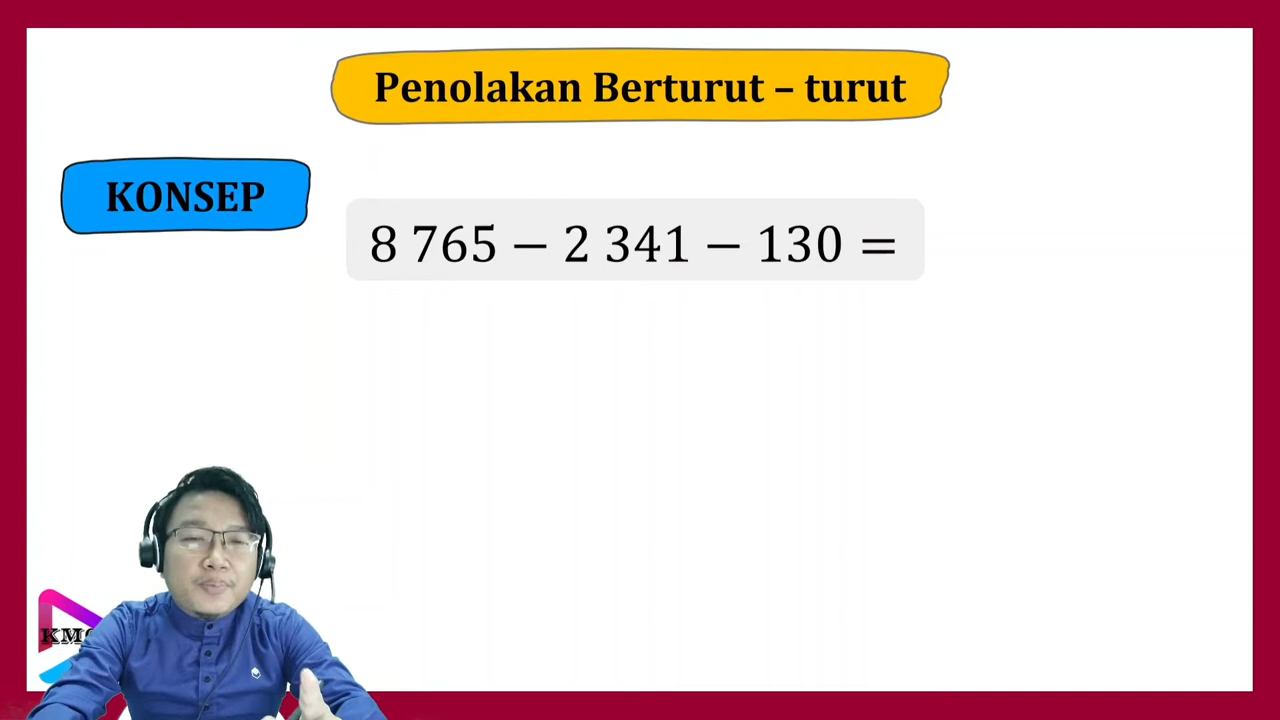 Penolakan Berturut – turut
KONSEP
8 765 − 2 341 − 130 =